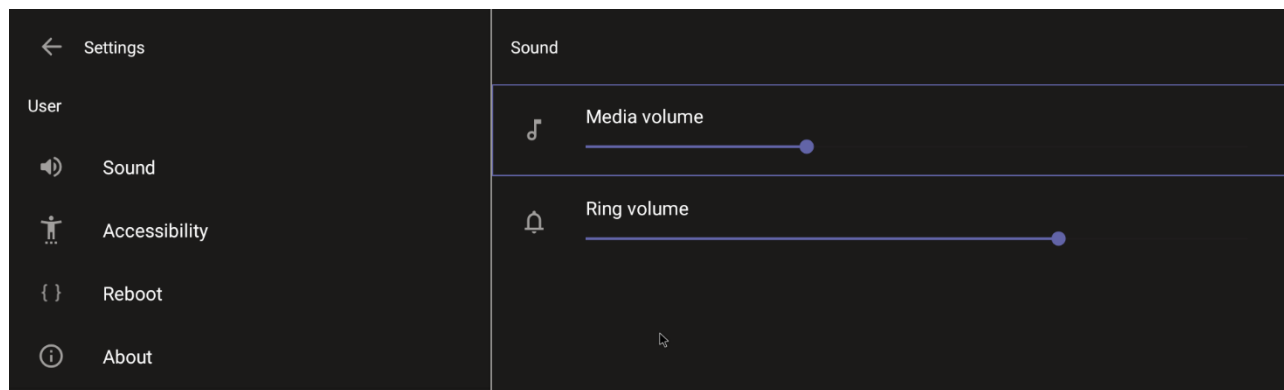 Settings
User
Sound
Accessibility
Reboot
About
Sound
Media volume
Ring volume